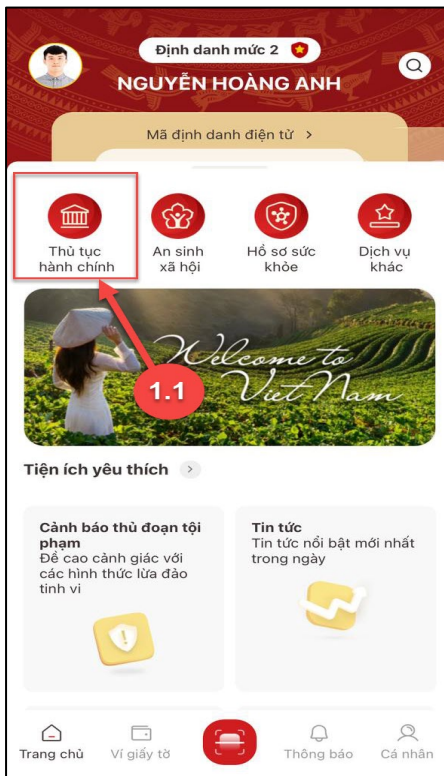 Định danh mức 2
NGUYỄN HOÀNG ANH
Mã định danh điện tử >
Thủ tục
hành chính
An sinh
xã hội
Hồ sơ sức
khỏe
Dịch vụ
khác
Welcome to
Viet Nam
1.1
Tiện ích yêu thích >
Cảnh báo thủ đoạn tội
phạm
Đề cao cảnh giác với
các hình thức lừa đảo
tinh vi
Tin tức
Tin tức nổi bật mới nhất
trong ngày
Trang chủ
Ví giấy tờ
Thông báo
Cá nhân